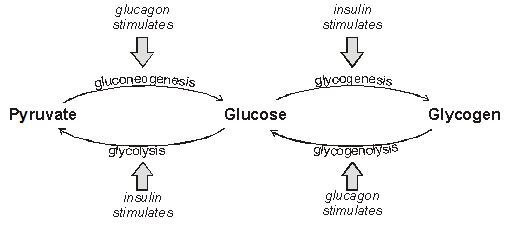 glucagon
stimulates
insulin
stimulates
gluconeogenesis
glycogenesis
Pyruvate
Glucose
Glycogen
glycolysis
glycogenolysis
insulin
stimulates
glucagon
stimulates